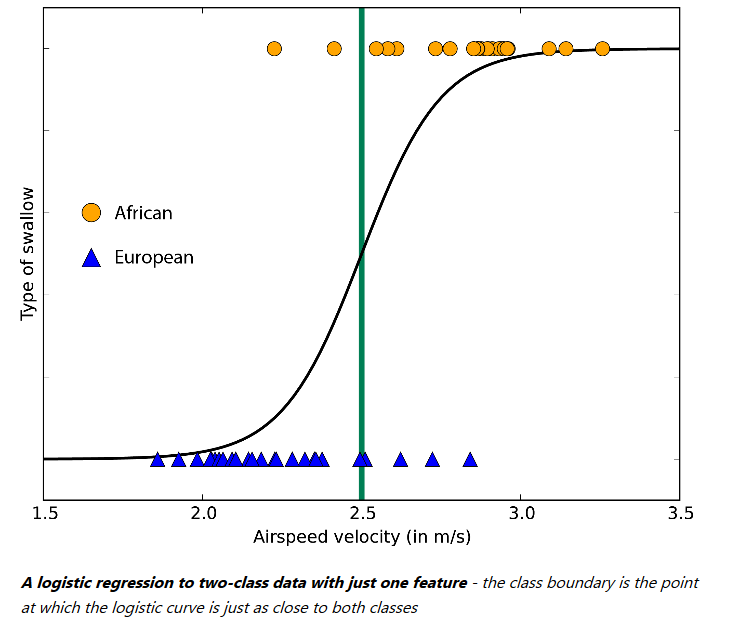 Type of swallow
African
European
1.5 2.0 2.5 3.0 3.5
Airspeed velocity (in m/s)
A logistic regression to two-class data with just one feature - the class boundary is the point
at which the logistic curve is just as close to both classes